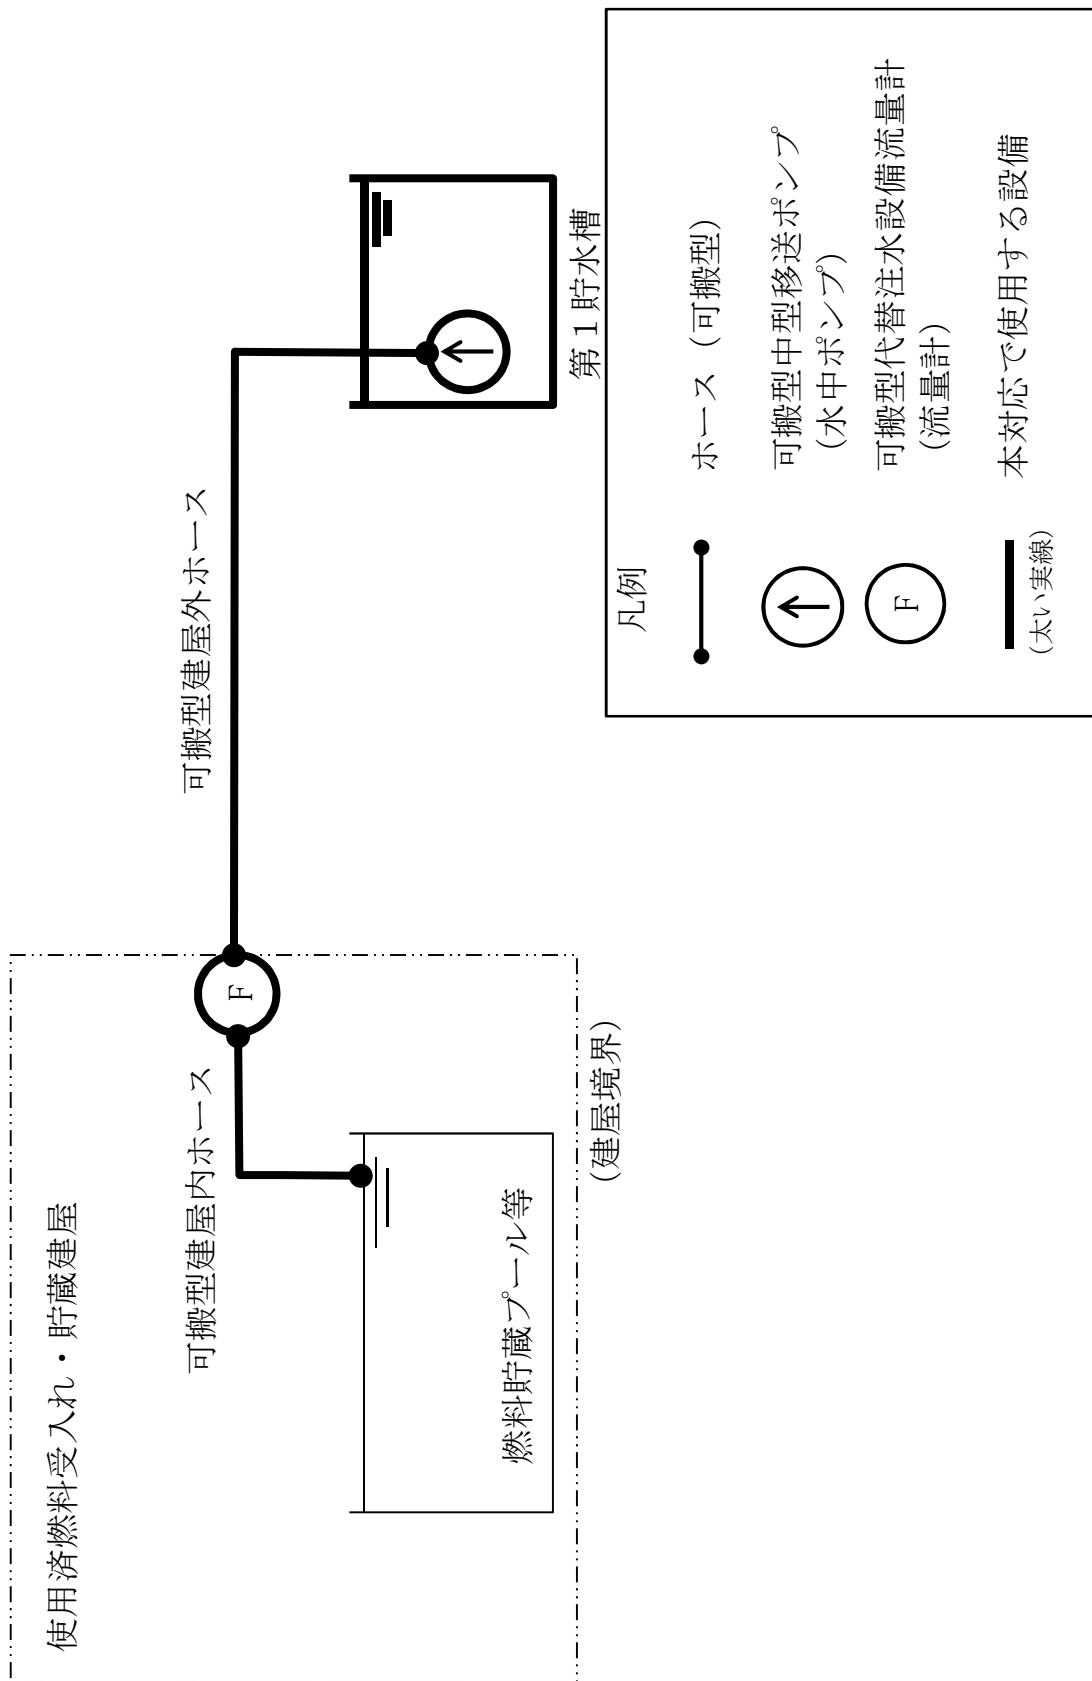 使用済燃料受入れ・貯蔵建屋
可搬型建屋内ホース
可搬型建屋外ホース
F
燃料貯蔵プール等
(建屋境界)
第1貯水槽
凡例
ホース (可搬型)
可搬型中型移送ポンプ
(水中ポンプ)
F
可搬型代替注水設備流量計
(流量計)
(太い実線)
本対応で使用する設備